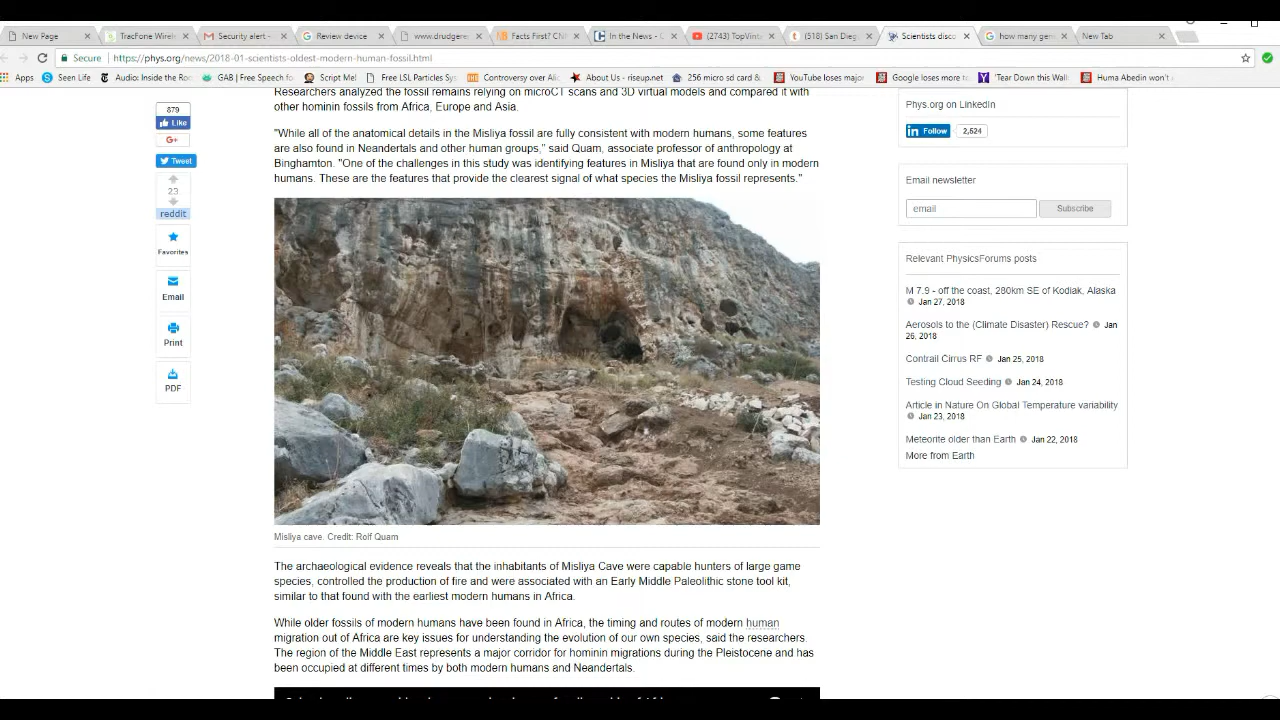 New Page
TracFone Wirel
Security alert -
Review device
www.drudgere
Facts First? CN
In the News - C
(2743) TopVint
(518) San Dieg
Scientists disc
how many ge
New Tab
Secure
https://phys.org/news/2018-01-scientists-oldest-modern-human-fossil.html
Apps
Seen Life
Audio: Inside the Ro
GAB | Free Speech fo
Script Me!
Free LSL Particles Sy
Controversy over Ali
About Us - riseup.net
256 micro sd card &
YouTube loses major
Google loses more t
'Tear Down this Wall
Huma Abedin won't
879
Like
G+
Tweet
23
reddit
Favorites
Email
Print
PDF
Researchers analyzed the fossil remains relying on microCT scans and 3D virtual models and compared it with
other hominin fossils from Africa, Europe and Asia.
"While all of the anatomical details in the Misliya fossil are fully consistent with modern humans, some features
are also found in Neandertals and other human groups," said Quam, associate professor of anthropology at
Binghamton. "One of the challenges in this study was identifying features in Misliya that are found only in modern
humans. These are the features that provide the clearest signal of what species the Misliya fossil represents."
Misliya cave. Credit: Rolf Quam
The archaeological evidence reveals that the inhabitants of Misliya Cave were capable hunters of large game
species, controlled the production of fire and were associated with an Early Middle Paleolithic stone tool kit,
similar to that found with the earliest modern humans in Africa.
While older fossils of modern humans have been found in Africa, the timing and routes of modern human
migration out of Africa are key issues for understanding the evolution of our own species, said the researchers.
The region of the Middle East represents a major corridor for hominin migrations during the Pleistocene and has
been occupied at different times by both modern humans and Neandertals.
Phys.org on LinkedIn
in Follow
2,524
Email newsletter
email
Subscribe
Relevant PhysicsForums posts
M 7.9 - off the coast, 280km SE of Kodiak, Alaska
Jan 27, 2018
Aerosols to the (Climate Disaster) Rescue? Jan
26, 2018
Contrail Cirrus RF Jan 25, 2018
Testing Cloud Seeding Jan 24, 2018
Article in Nature On Global Temperature variability
Jan 23, 2018
Meteorite older than Earth Jan 22, 2018
More from Earth